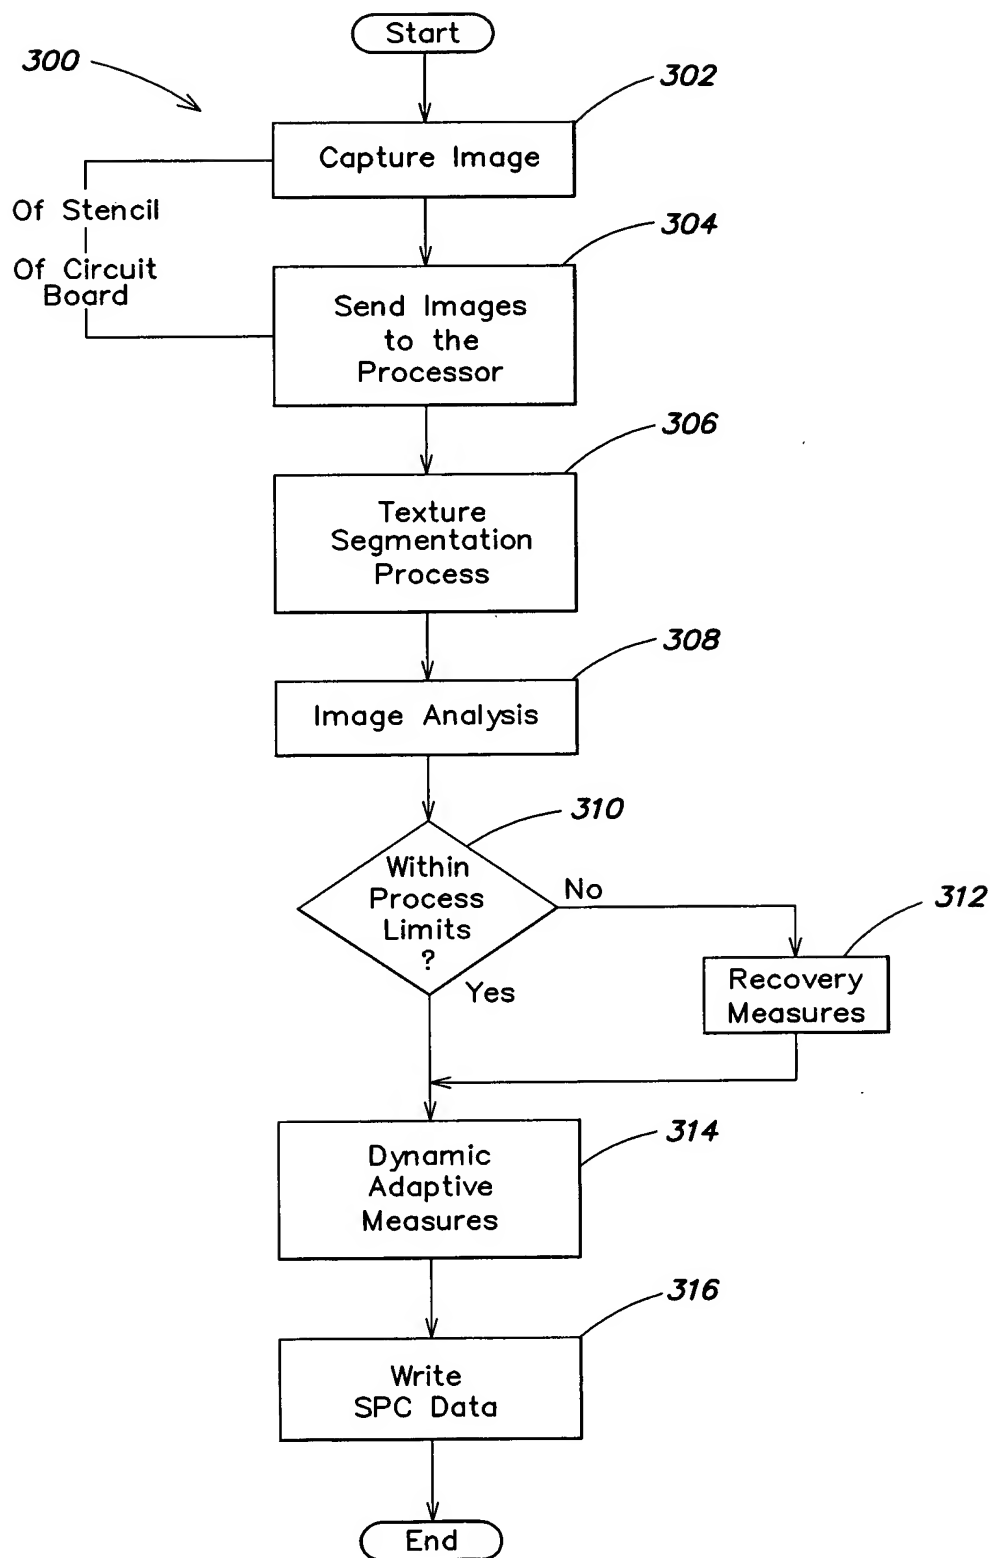 Start
300
302
Capture Image
Of Stencil
304
Of Circuit
Board
Send Images
to the
Processor
306
Texture
Segmentation
Process
308
Image Analysis
310
Within
Process
Limits
?
No
312
Yes
Recovery
Measures
314
Dynamic
Adaptive
Measures
316
Write
SPC Data
End